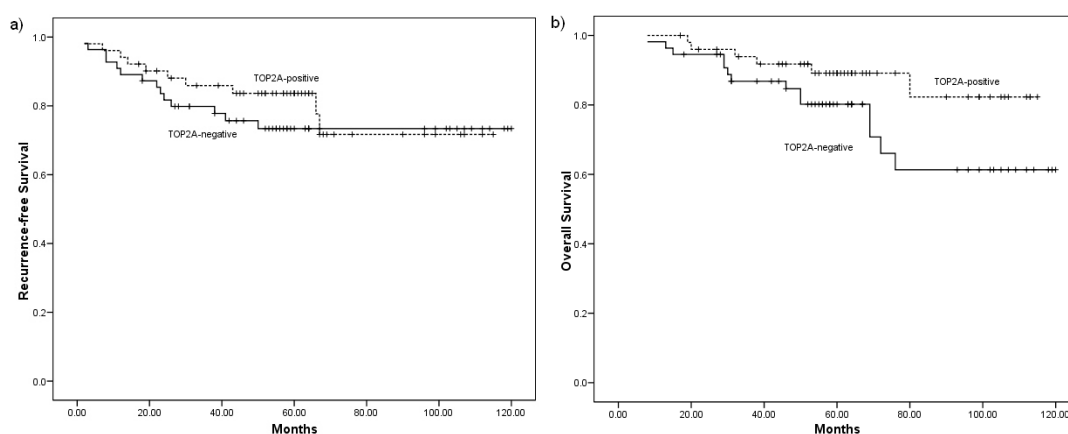 a)
Recurrence-free Survival
1.0
0.8
0.6
0.4
0.2
0.0
TOP2A-positive
TOP2A-negative
0.00 20.00 40.00 60.00 80.00 100.00 120.00
Months
b)
Overall Survival
1.0
0.8
0.6
0.4
0.2
0.0
TOP2A-positive
TOP2A-negative
0.00 20.00 40.00 60.00 80.00 100.00 120.00
Months